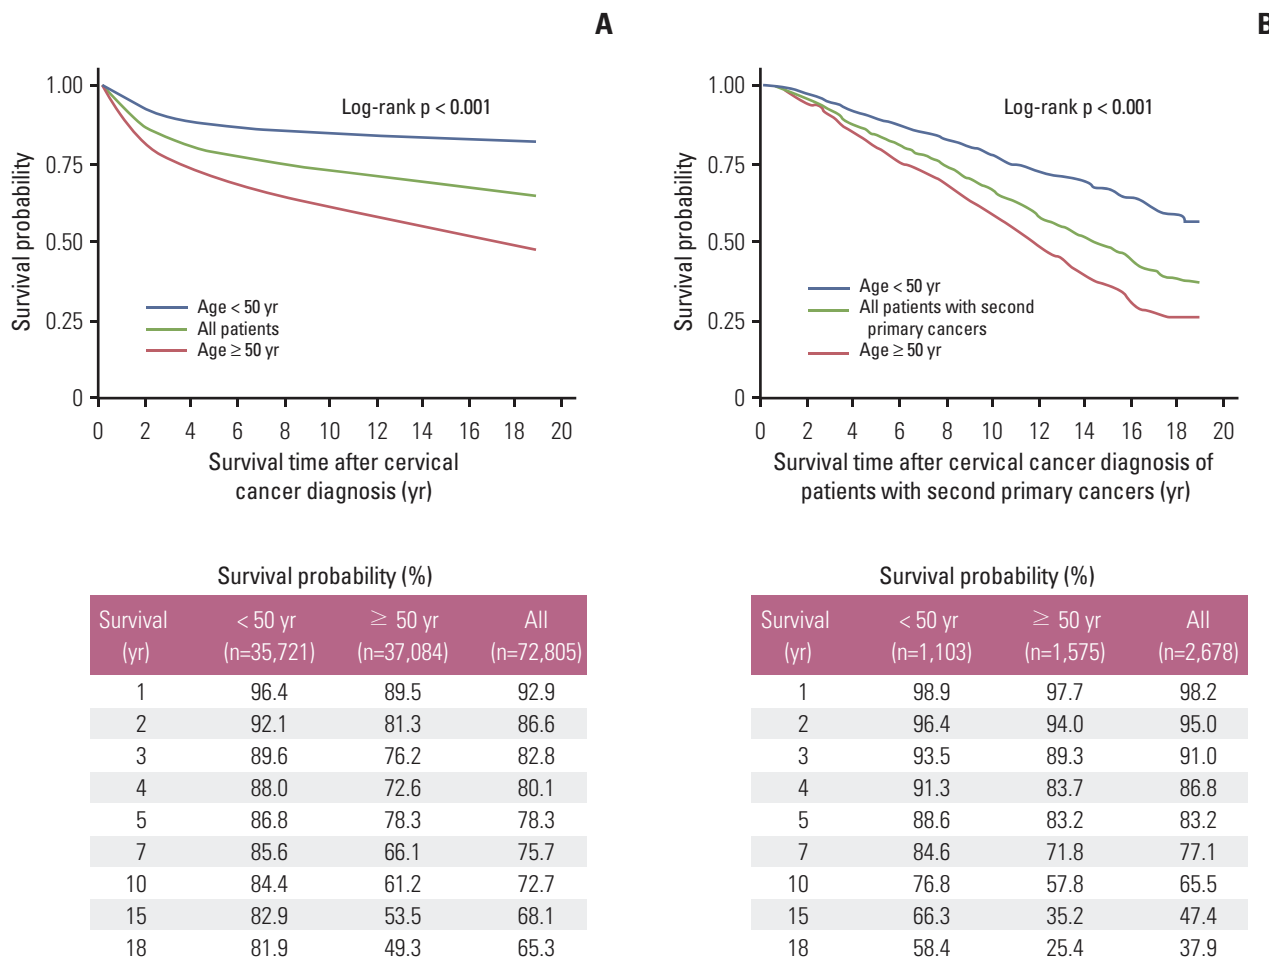 A
1.00
0.75
0.50
0.25
0
Survival probability
Log-rank p < 0.001
Age < 50 yr
All patients
Age ≥ 50 yr
0 2 4 6 8 10 12 14 16 18 20
Survival time after cervical
cancer diagnosis (yr)
Survival probability (%)
Survival (yr) < 50 yr (n=35,721) ≥ 50 yr (n=37,084) All (n=72,805)
1 96.4 89.5 92.9
2 92.1 81.3 86.6
3 89.6 76.2 82.8
4 88.0 72.6 80.1
5 86.8 78.3 78.3
7 85.6 66.1 75.7
10 84.4 61.2 72.7
15 82.9 53.5 68.1
18 81.9 49.3 65.3
B
1.00
0.75
0.50
0.25
0
Survival probability
Log-rank p < 0.001
Age < 50 yr
All patients with second
primary cancers
Age ≥ 50 yr
0 2 4 6 8 10 12 14 16 18 20
Survival time after cervical cancer diagnosis of
patients with second primary cancers (yr)
Survival probability (%)
Survival (yr) < 50 yr (n=1,103) ≥ 50 yr (n=1,575) All (n=2,678)
1 98.9 97.7 98.2
2 96.4 94.0 95.0
3 93.5 89.3 91.0
4 91.3 83.7 86.8
5 88.6 83.2 83.2
7 84.6 71.8 77.1
10 76.8 57.8 65.5
15 66.3 35.2 47.4
18 58.4 25.4 37.9